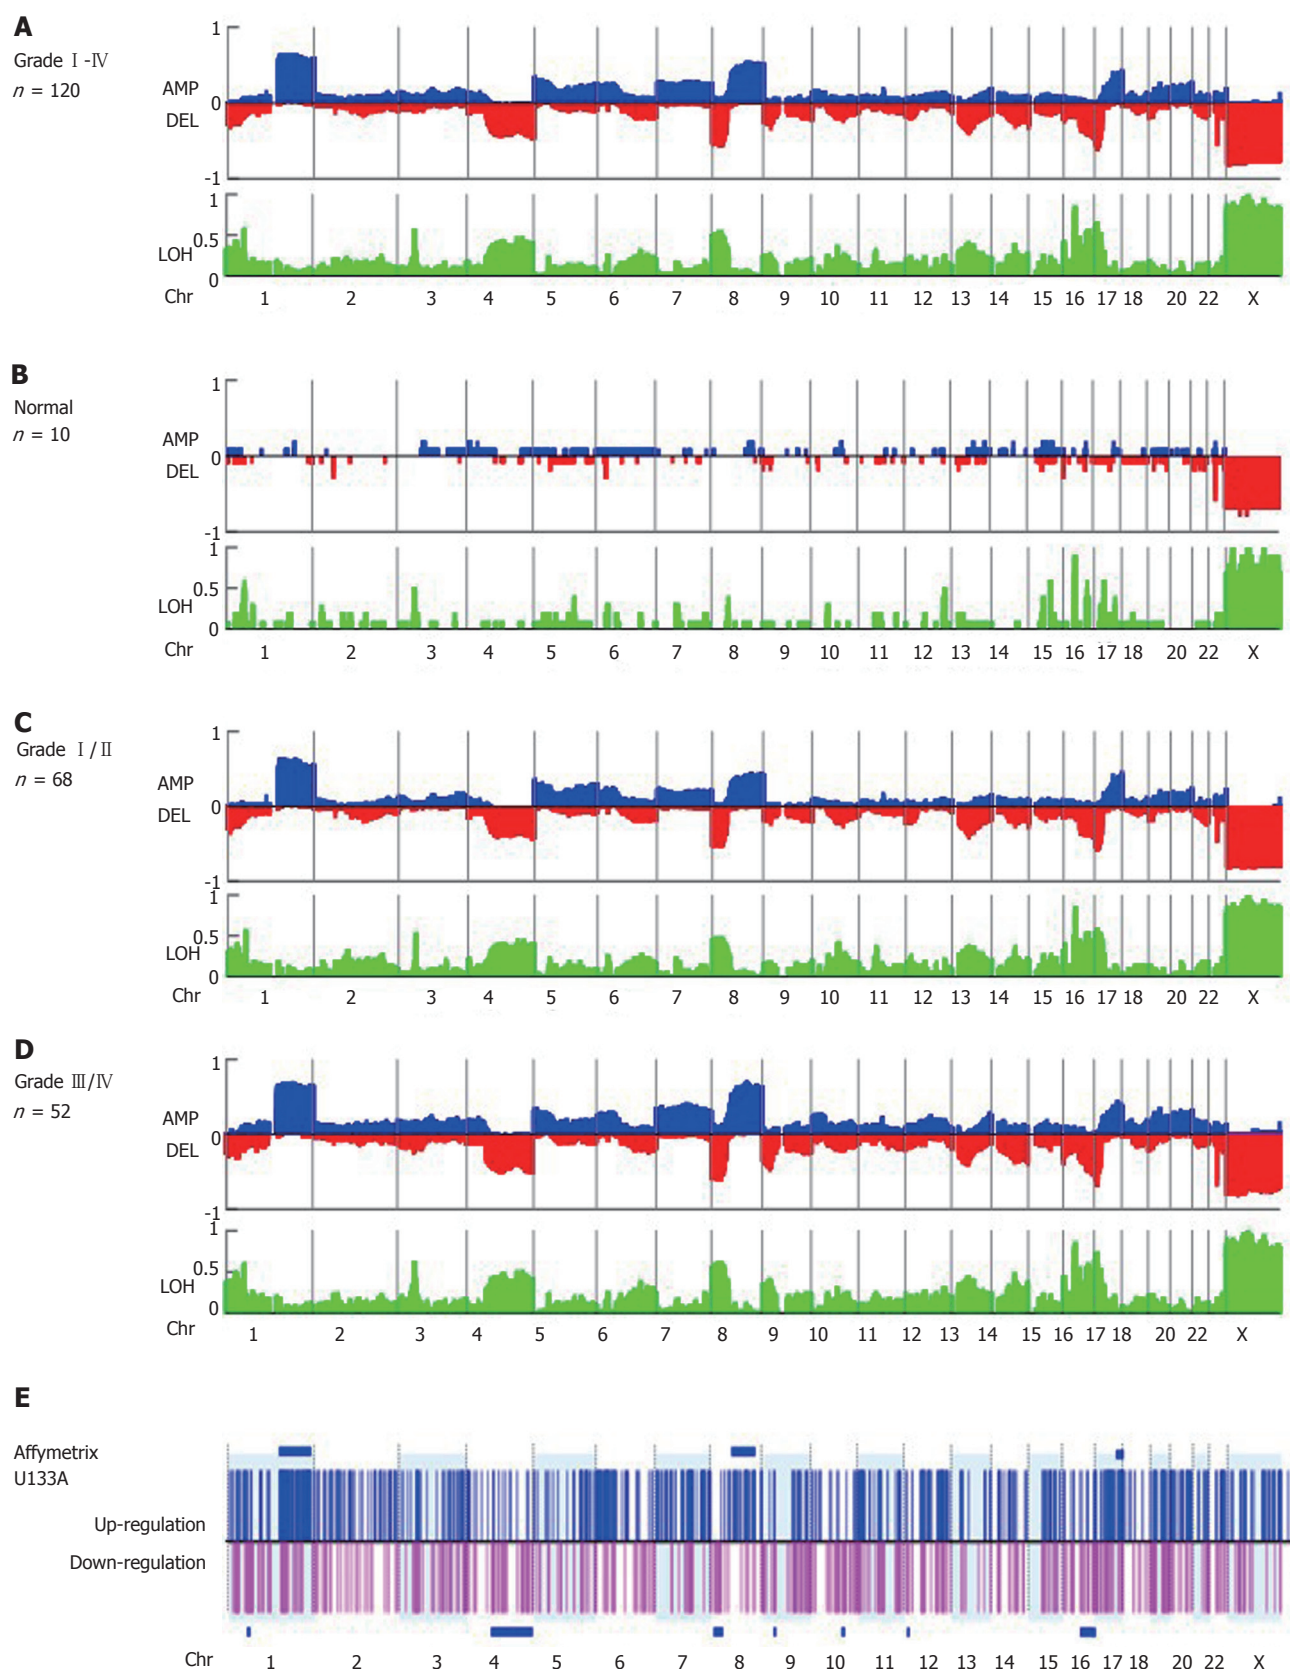 A
Grade Ⅰ-Ⅳ
n = 120
1
AMP
0
DEL
-1
1
0.5
LOH
0
Chr 1 2 3 4 5 6 7 8 9 10 11 12 13 14 15 16 17 18 20 22 X
B
Normal
n = 10
1
AMP
0
DEL
-1
1
0.5
LOH
0
Chr 1 2 3 4 5 6 7 8 9 10 11 12 13 14 15 16 17 18 20 22 X
C
Grade Ⅰ/Ⅱ
n = 68
1
AMP
0
DEL
-1
1
0.5
LOH
0
Chr 1 2 3 4 5 6 7 8 9 10 11 12 13 14 15 16 17 18 20 22 X
D
Grade Ⅲ/Ⅳ
n = 52
1
AMP
0
DEL
-1
1
0.5
LOH
0
Chr 1 2 3 4 5 6 7 8 9 10 11 12 13 14 15 16 17 18 20 22 X
E
Affymetrix
U133A
Up-regulation
Down-regulation
Chr 1 2 3 4 5 6 7 8 9 10 11 12 13 14 15 16 17 18 20 22 X